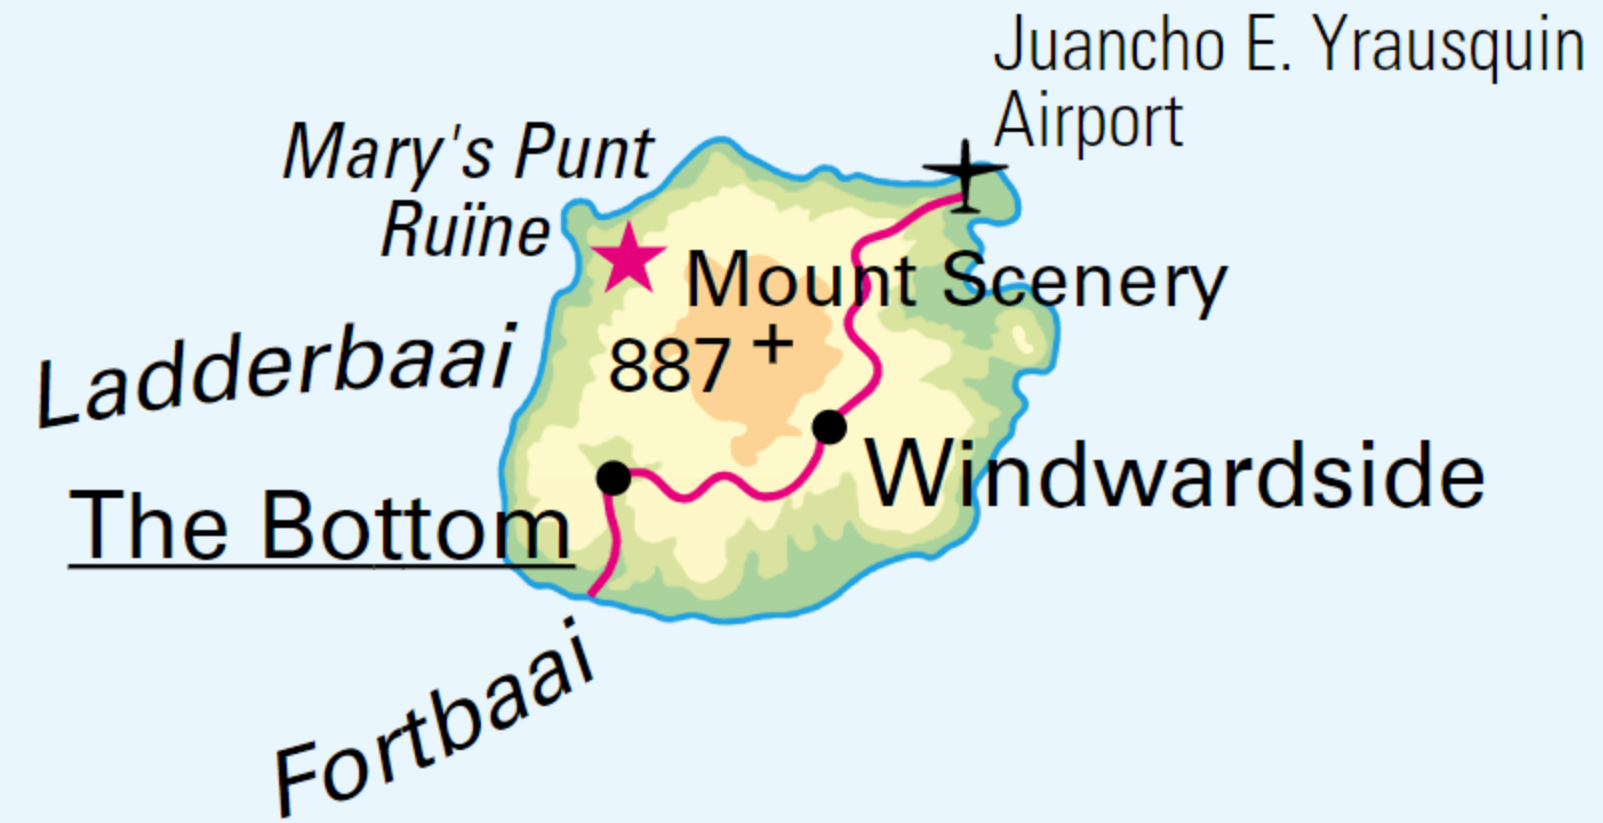 Juancho E. Yrausquin
Airport
Mary's Punt
Ruïne
Mount Scenery
887
Ladderbaai
Windwardside
The Bottom
Fortbaai